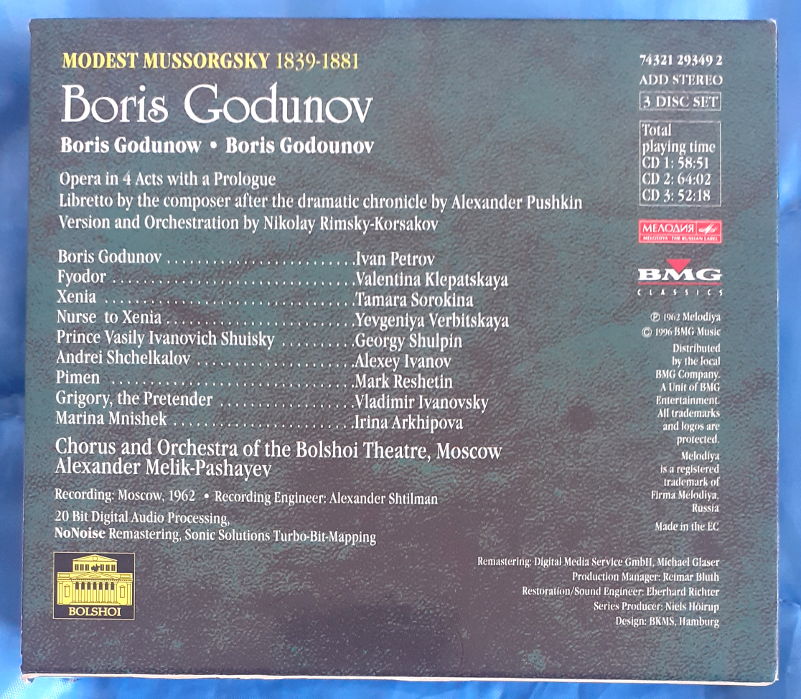 MODEST MUSSORGSKY 1839-1881
Boris Godunov
Boris Godunow • Boris Godounov
Opera in 4 Acts with a Prologue
Libretto by the composer after the dramatic chronicle by Alexander Pushkin
Version and Orchestration by Nikolay Rimsky-Korsakov
Boris Godunov ............................Ivan Petrov
Fyodor ......................................Valentina Klepatskaya
Xenia ......................................Tamara Sorokina
Nurse to Xenia ............................Yevgeniya Verbitskaya
Prince Vasily Ivanovich Shuisky ...........Georgy Shulpin
Andrei Shchelkalov ........................Alexey Ivanov
Pimen .....................................Mark Reshetin
Grigory, the Pretender .....................Vladimir Ivanovsky
Marina Mnishek ............................Irina Arkhipova
Chorus and Orchestra of the Bolshoi Theatre, Moscow
Alexander Melik-Pashayev
Recording: Moscow, 1962 • Recording Engineer: Alexander Shtilman
20 Bit Digital Audio Processing,
NoNoise Remastering, Sonic Solutions Turbo-Bit-Mapping
BOLSHOI
74321 29349 2
ADD STEREO
3 DISC SET
Total
playing time
CD 1: 58:51
CD 2: 64:02
CD 3: 52:18
МЕЛОДИЯ
MELODIYA · THE RUSSIAN LABEL
BMG
CLASSICS
℗ 1962 Melodiya
© 1996 BMG Music
Distributed
by the local
BMG Company.
A Unit of BMG
Entertainment.
All trademarks
and logos are
protected.
Melodiya
is a registered
trademark of
Firma Melodiya,
Russia
Made in the EC
Remastering: Digital Media Service GmbH, Michael Glaser
Production Manager: Reimar Bluth
Restoration/Sound Engineer: Eberhard Richter
Series Producer: Niels Höirup
Design: BKMS, Hamburg